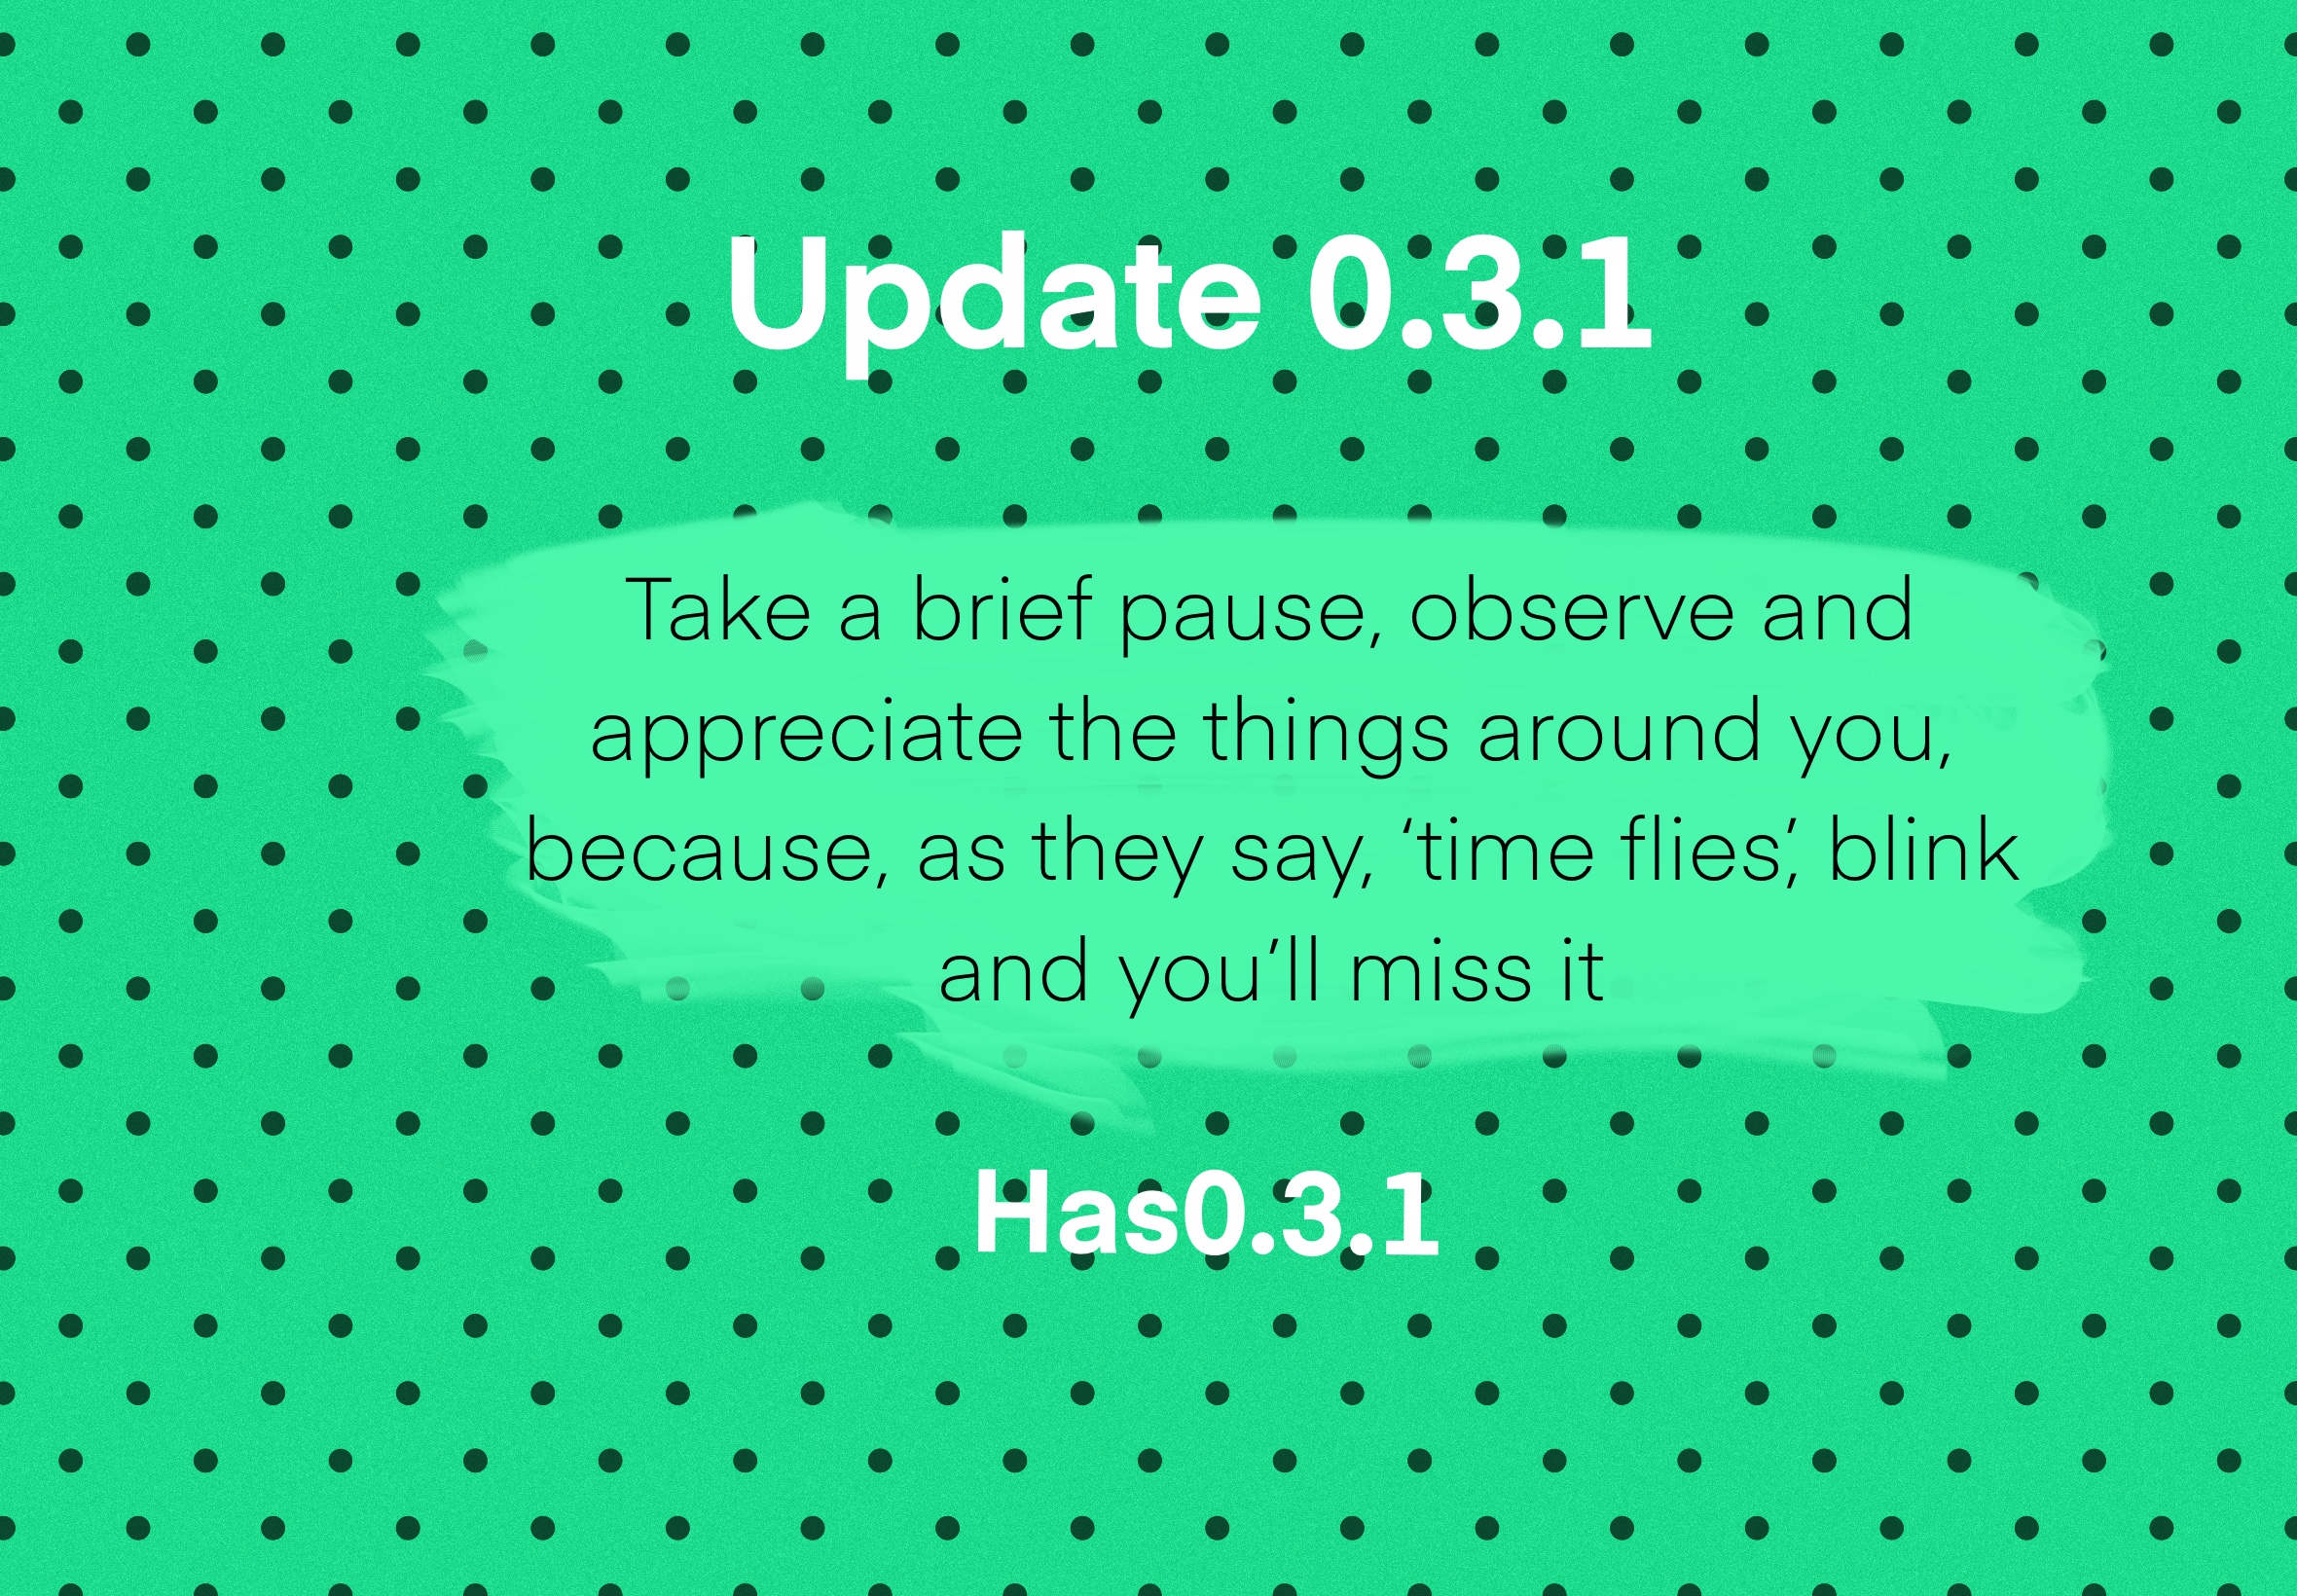 Update 0.3.1
Take a brief pause, observe and
appreciate the things around you,
because, as they say, ‘time flies’, blink
and you’ll miss it
Has0.3.1